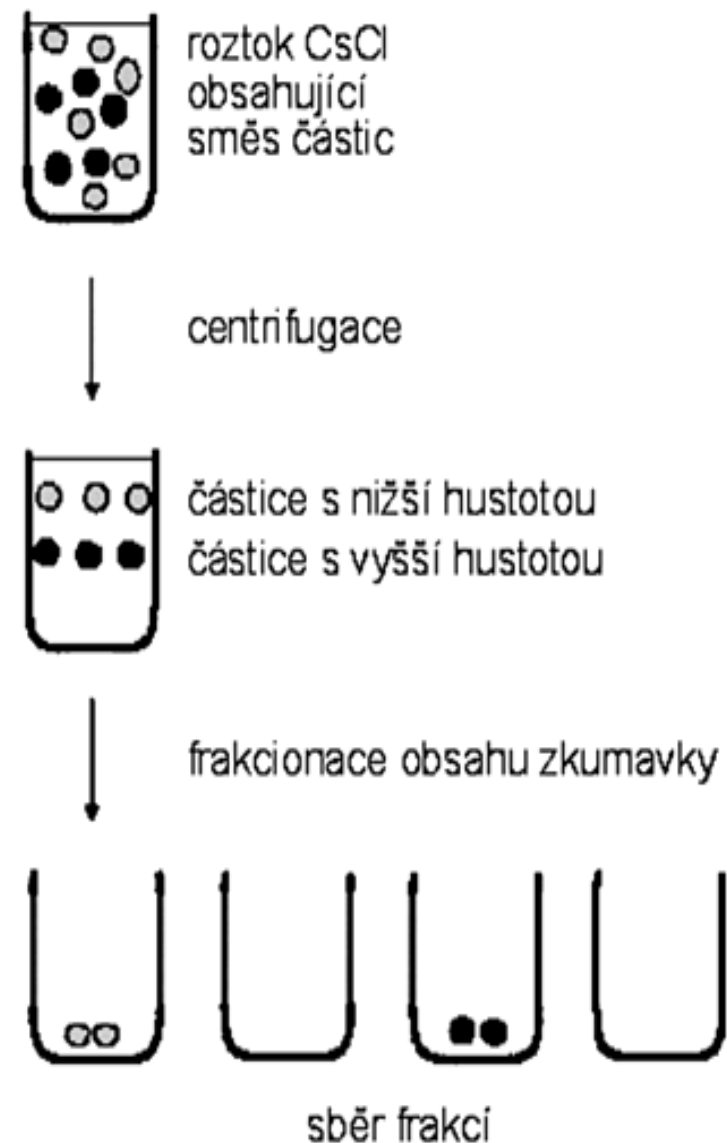 roztok CsCl
obsahující
směs částic
centrifugace
částice s nižší hustotou
částice s vyšší hustotou
frakcionace obsahu zkumavky
sběr frakcí